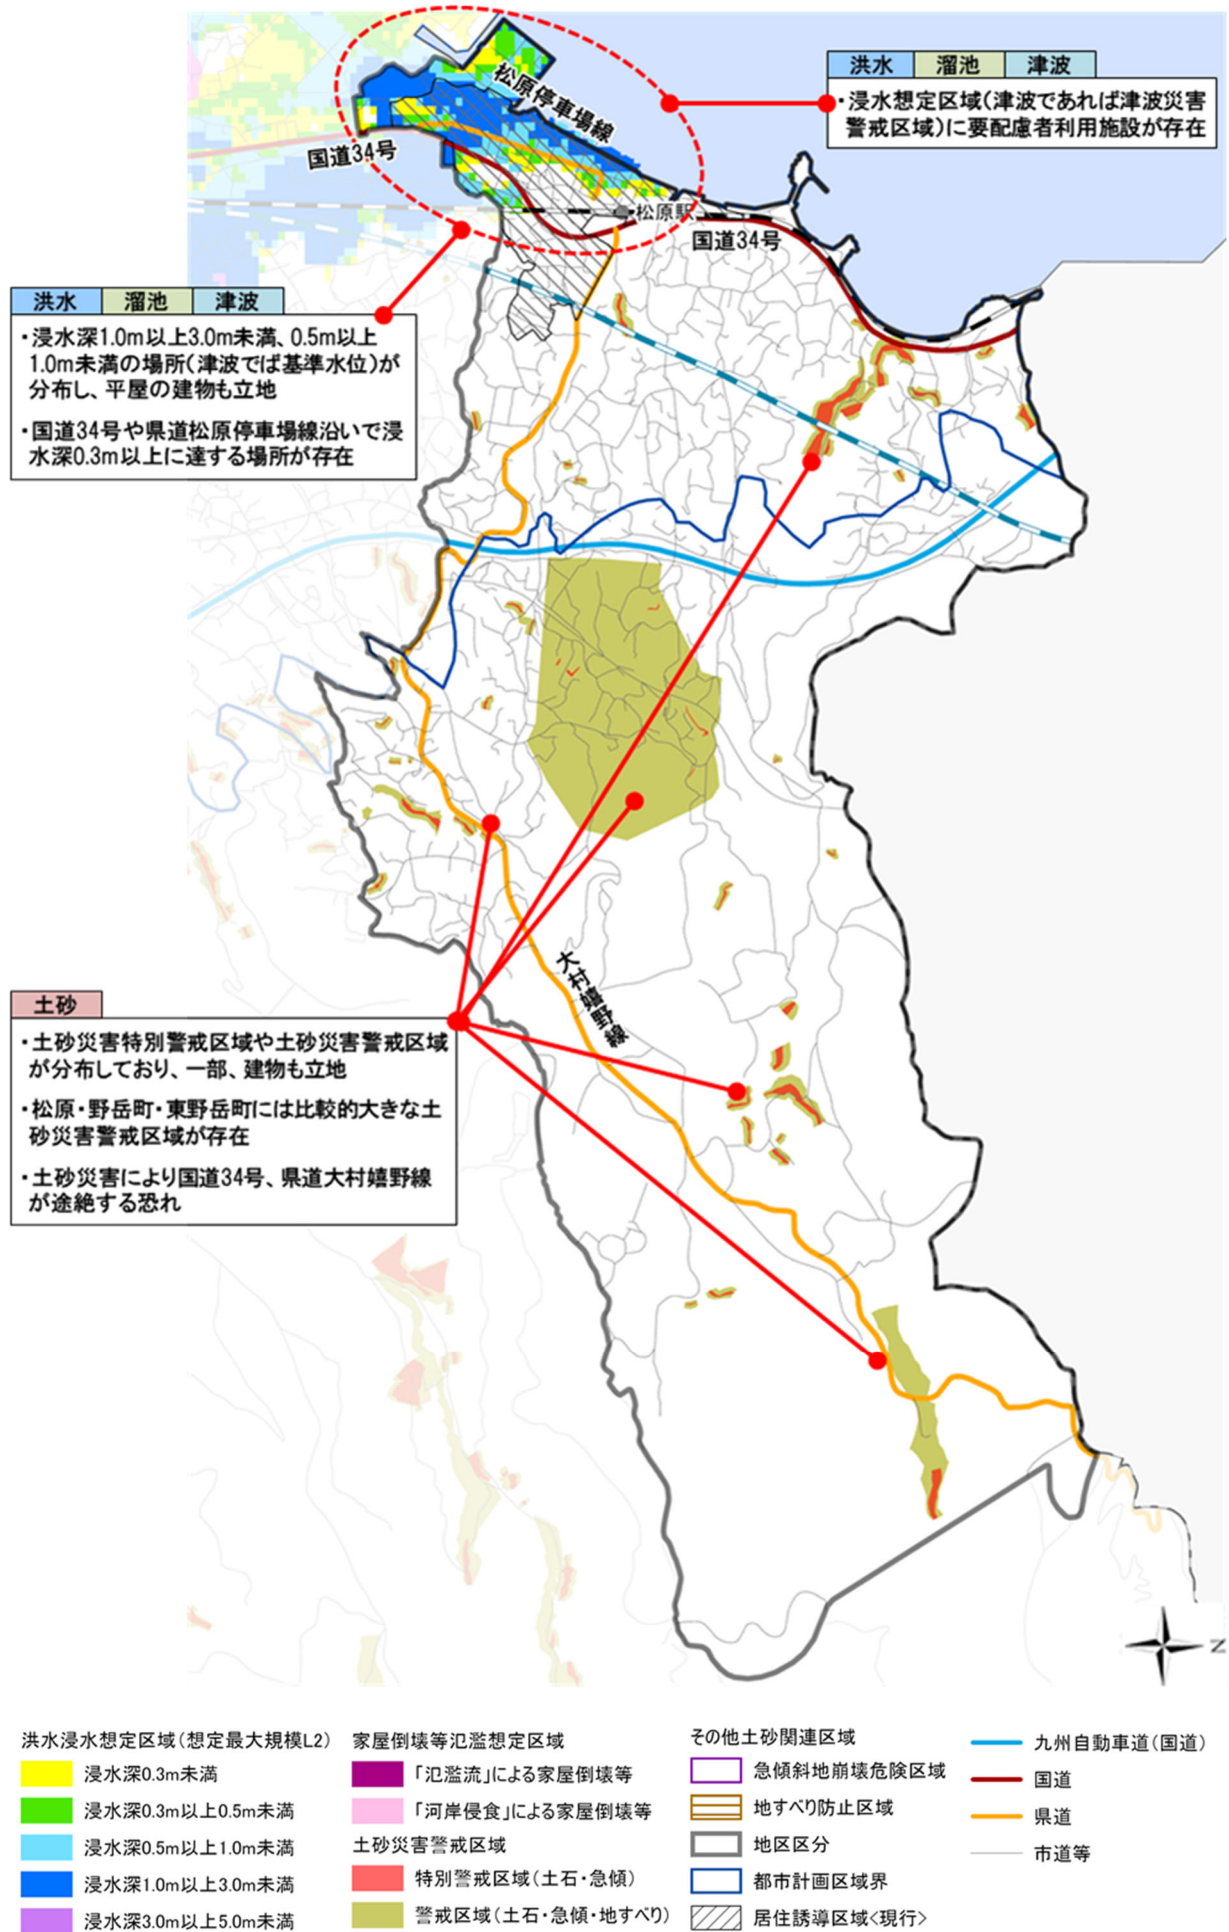 松原停車場線
国道34号
松原駅
国道34号
洪水 溜池 津波
・浸水想定区域(津波であれば津波災害
警戒区域)に要配慮者利用施設が存在
洪水 溜池 津波
・浸水深1.0m以上3.0m未満、0.5m以上
1.0m未満の場所(津波でば基準水位)が
分布し、平屋の建物も立地
・国道34号や県道松原停車場線沿いで浸
水深0.3m以上に達する場所が存在
大村嬉野線
土砂
・土砂災害特別警戒区域や土砂災害警戒区域
が分布しており、一部、建物も立地
・松原・野岳町・東野岳町には比較的大きな土
砂災害警戒区域が存在
・土砂災害により国道34号、県道大村嬉野線
が途絶する恐れ
N
洪水浸水想定区域(想定最大規模L2)
浸水深0.3m未満
浸水深0.3m以上0.5m未満
浸水深0.5m以上1.0m未満
浸水深1.0m以上3.0m未満
浸水深3.0m以上5.0m未満
家屋倒壊等氾濫想定区域
「氾濫流」による家屋倒壊等
「河岸侵食」による家屋倒壊等
土砂災害警戒区域
特別警戒区域(土石・急傾)
警戒区域(土石・急傾・地すべり)
その他土砂関連区域
急傾斜地崩壊危険区域
地すべり防止区域
地区区分
都市計画区域界
居住誘導区域<現行>
九州自動車道(国道)
国道
県道
市道等